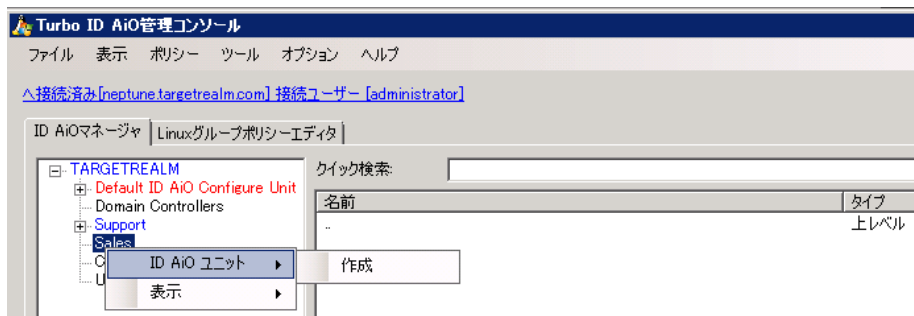 Turbo ID AiO管理コンソール
ファイル 表示 ポリシー ツール オプション ヘルプ
へ接続済み[neptune.targetrealm.com] 接続ユーザー [administrator]
ID AiOマネージャ Linuxグループポリシーエディタ
TARGETREALM
Default ID AiO Configure Unit
Domain Controllers
Support
Sales
C
U
ID AiO ユニット
表示
作成
クイック検索:
名前 タイプ
.. 上レベル